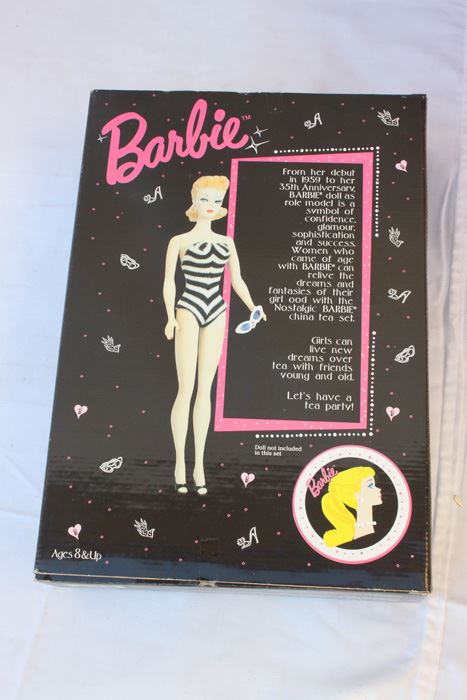 Barbie™
From her debut
in 1959 to her
35th Anniversary,
BARBIE® doll as
role model is a
symbol of
confidence,
glamour,
sophistication
and success.
Women who
came of age
with BARBIE® can
relive the
dreams and
fantasies of their
girl ood with the
Nostalgic BARBIE®
china tea set.
Girls can
live new
dreams over
tea with friends
young and old.
Let's have a
tea party!
Doll not included
in this set
Barbie
Ages 8 & Up